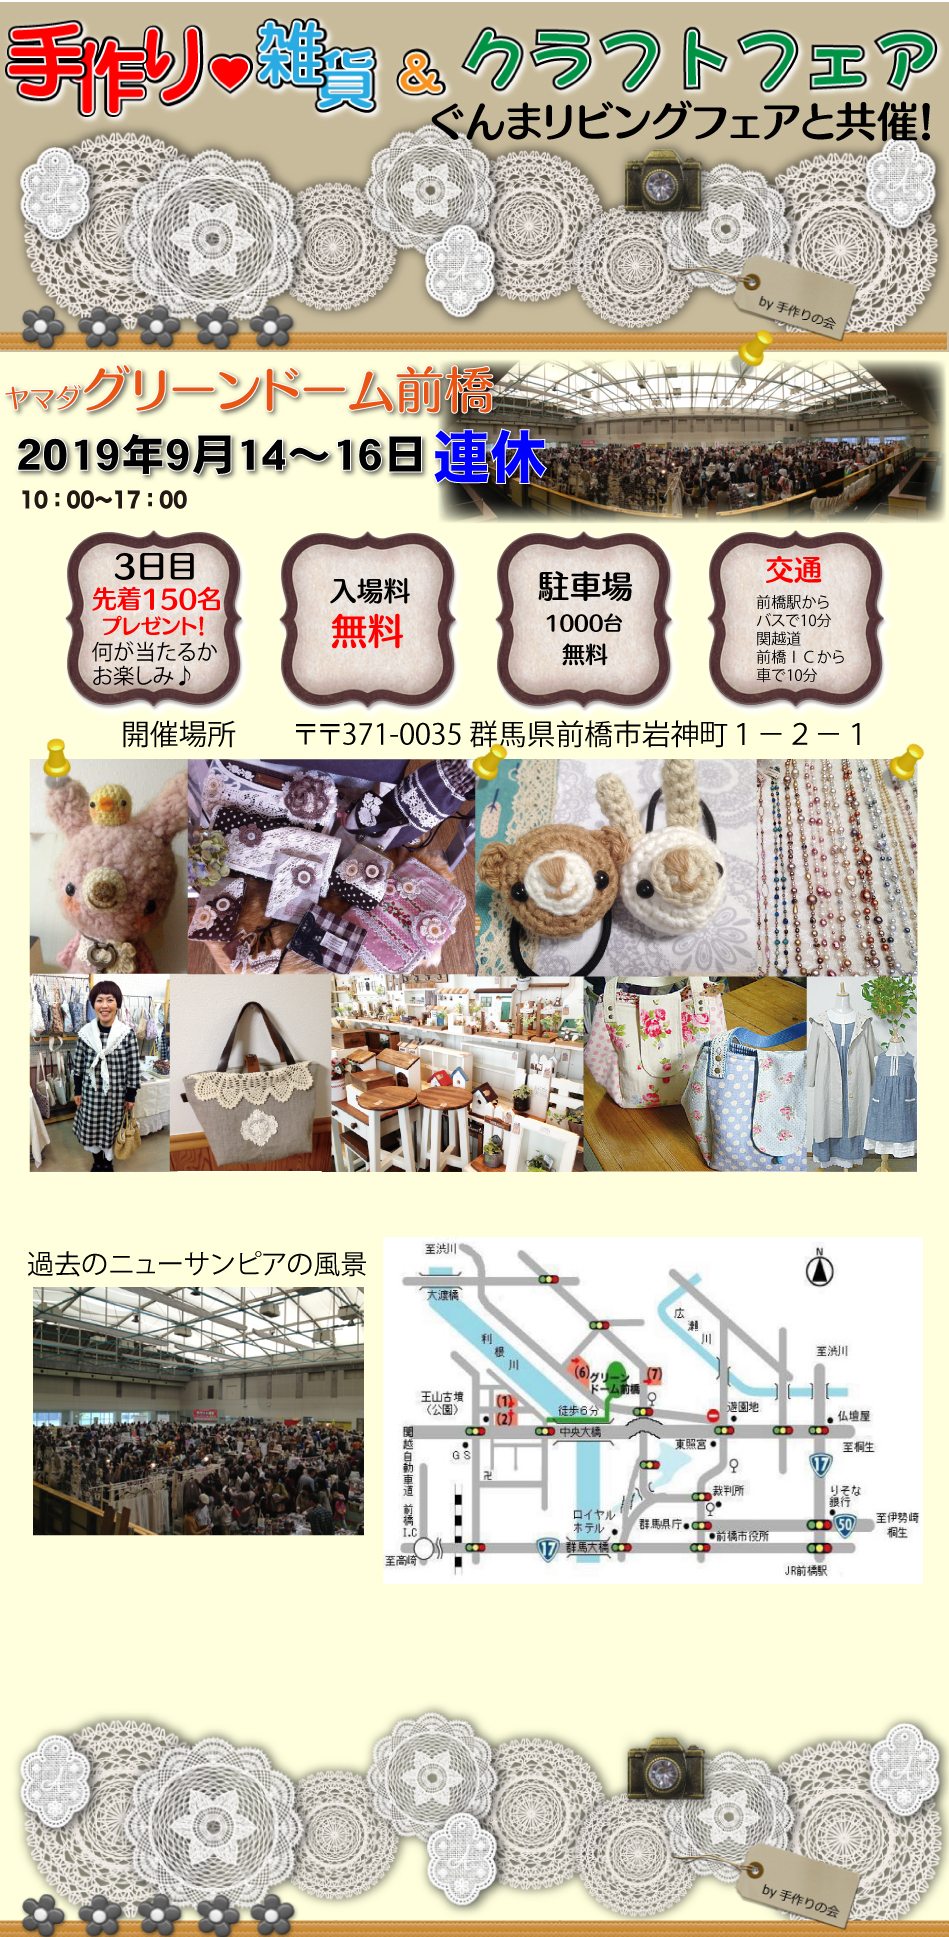 手作り♥雑貨&クラフトフェア
ぐんまリビングフェアと共催!
by 手作りの会
ヤマダグリーンドーム前橋
2019年9月14～16日 連休
10：00～17：00
3日目
先着150名
プレゼント!
何が当たるか
お楽しみ♪
入場料
無料
駐車場
1000台
無料
交通
前橋駅から
バスで10分
関越道
前橋ＩＣから
車で10分
開催場所 〒〒371-0035 群馬県前橋市岩神町１－２－１
過去のニューサンピアの風景
至渋川
大渡橋
利根川
広瀬川
N
至渋川
(6)
グリーン
ドーム前橋
(7)
王山古墳
〈公園〉
(1)
(2)
徒歩６分
中央大橋
遊園地
仏壇屋
至桐生
東照宮
ＧＳ
卍
17
関越自動車道 前橋I.C
裁判所
りそな
銀行
ロイヤル
ホテル
群馬県庁
前橋市役所
50
至伊勢崎
桐生
至高崎
17
群馬大橋
JR前橋駅
by 手作りの会